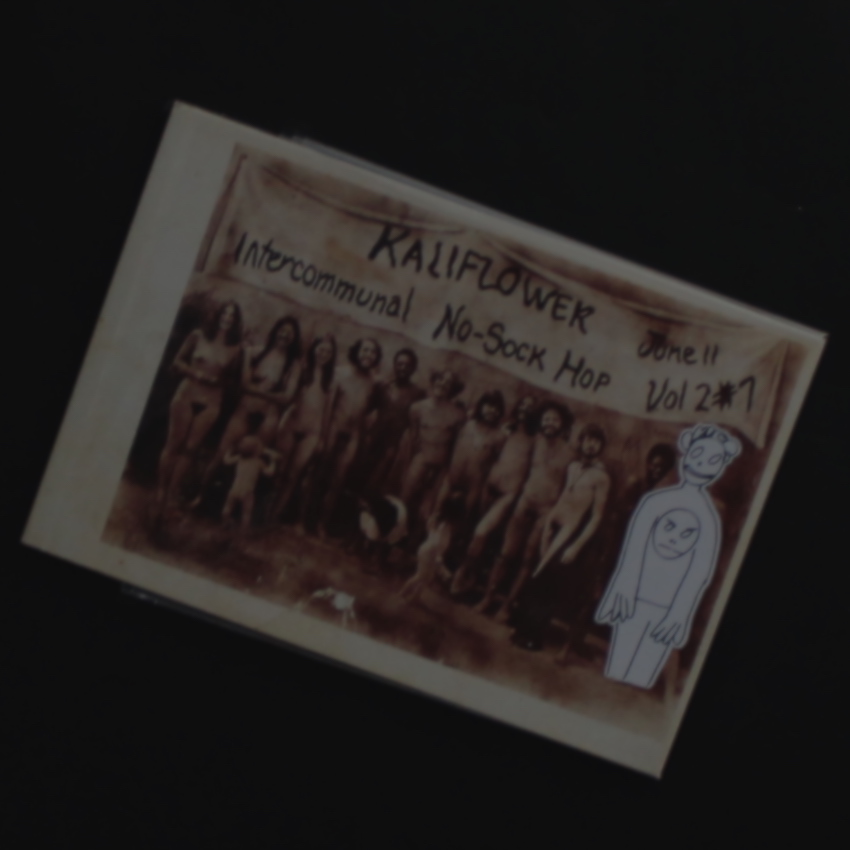 KALIFLOWER
Intercommunal No-Sock Hop
June 11
Vol 2 #7